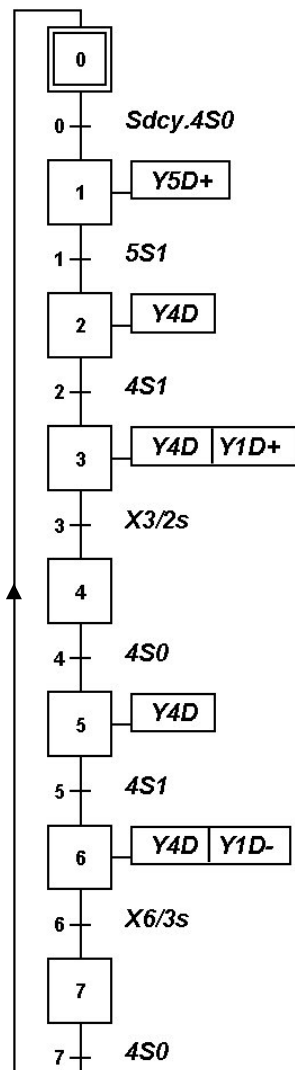 0
0 Sdcy.4S0
1 Y5D+
1 5S1
2 Y4D
2 4S1
3 Y4D Y1D+
3 X3/2s
4
4 4S0
5 Y4D
5 4S1
6 Y4D Y1D-
6 X6/3s
7
7 4S0